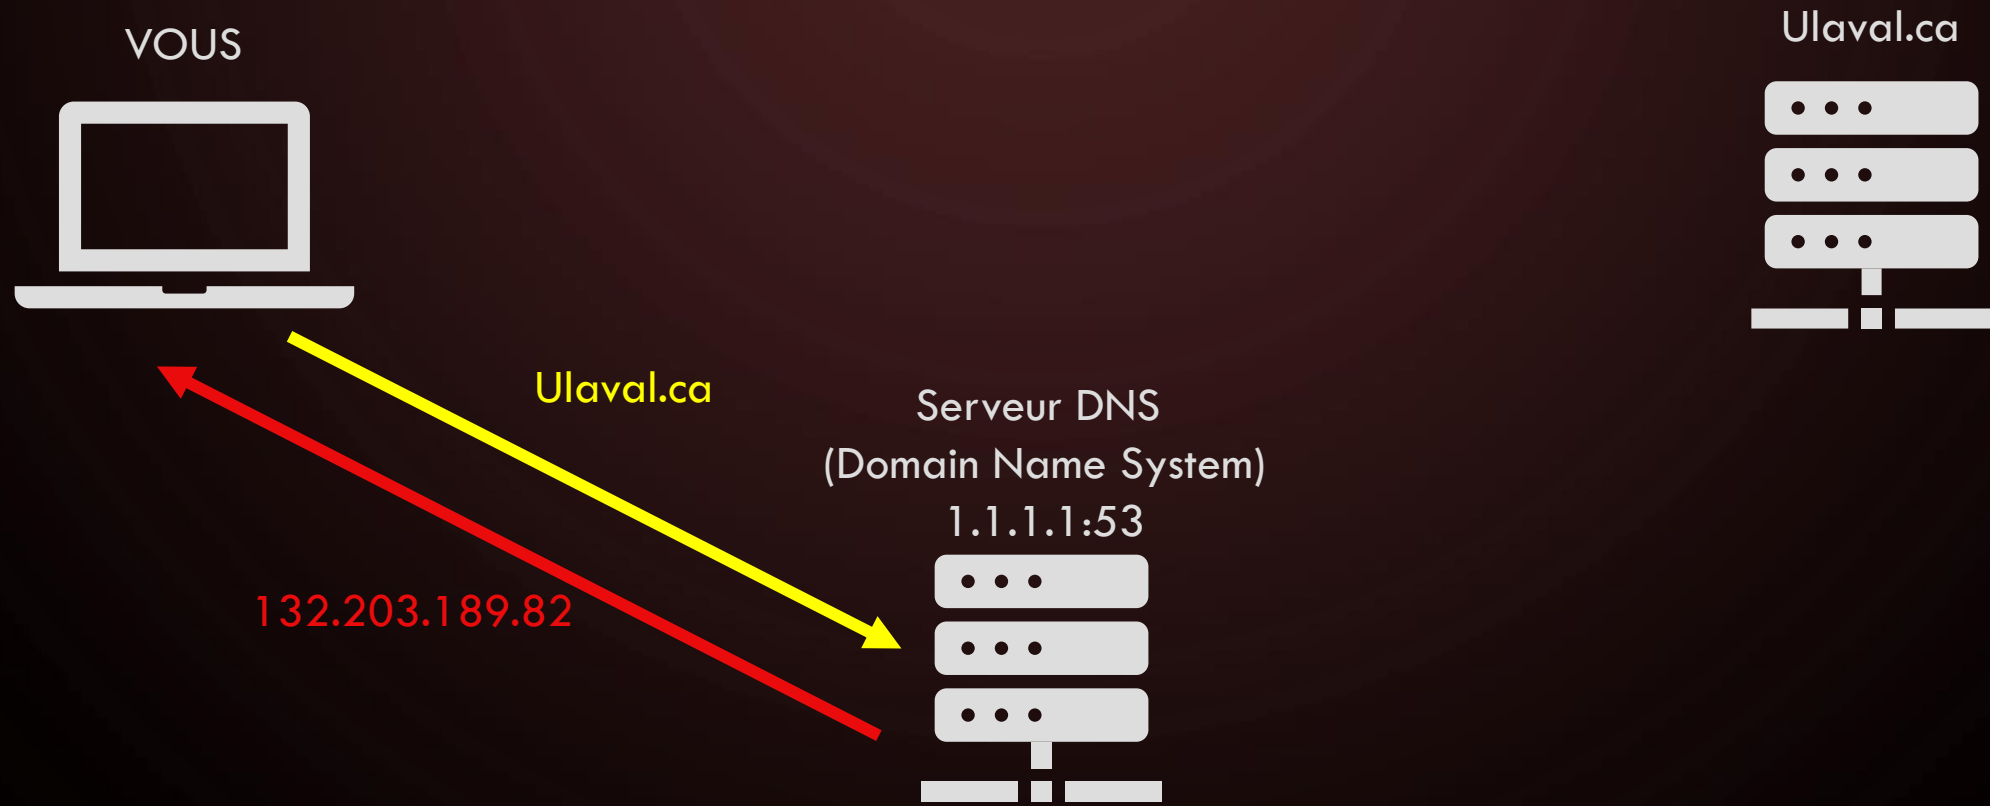 VOUS
Ulaval.ca
Ulaval.ca
Serveur DNS
(Domain Name System)
1.1.1.1:53
132.203.189.82